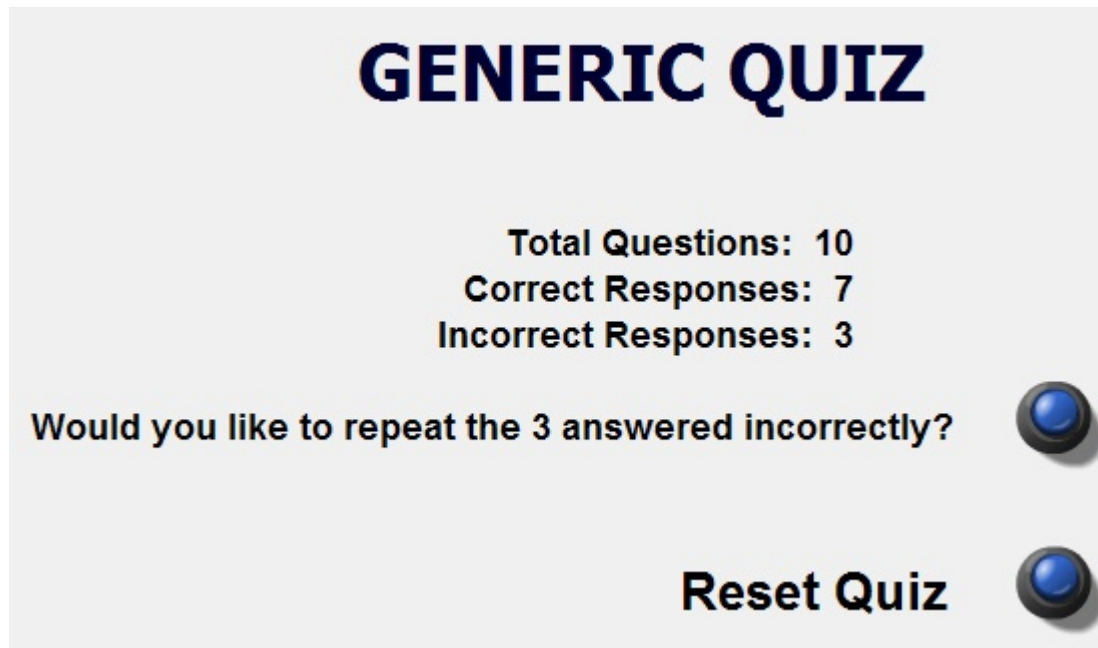 GENERIC QUIZ
Total Questions: 10
Correct Responses: 7
Incorrect Responses: 3
Would you like to repeat the 3 answered incorrectly?
Reset Quiz